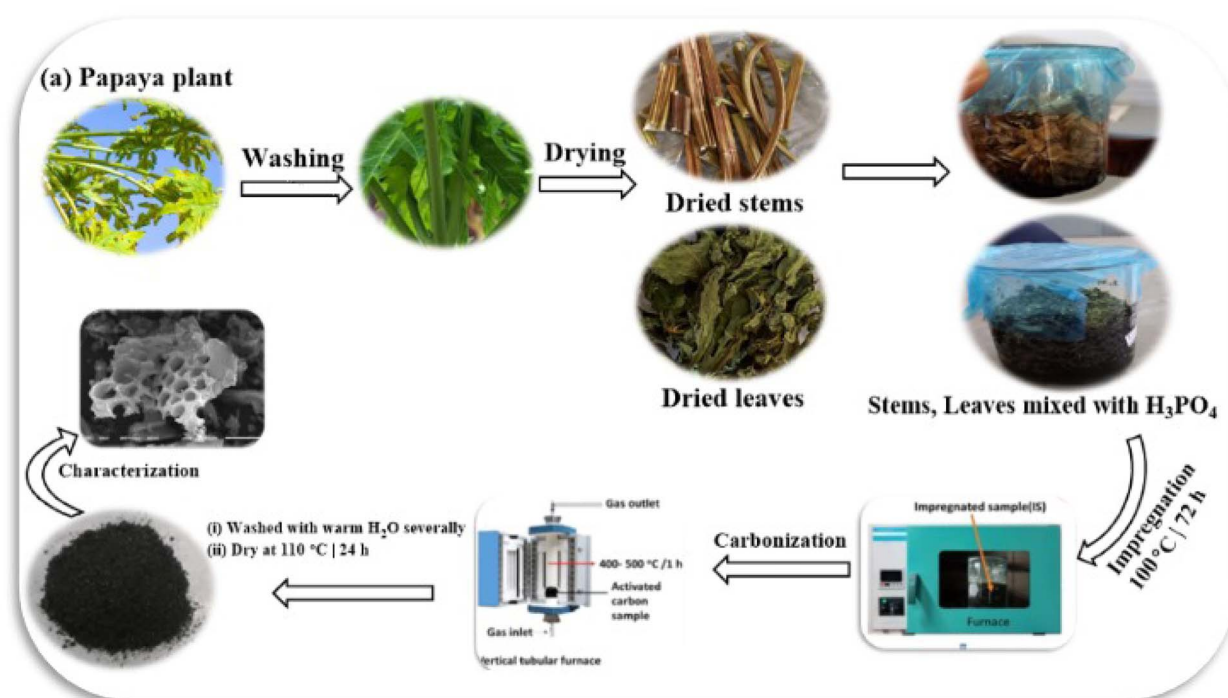 (a) Papaya plant
Washing
Drying
Dried stems
Dried leaves
Stems, Leaves mixed with H₃PO₄
Impregnation
100 °C | 72 h
Impregnated sample(IS)
Furnace
Carbonization
Gas outlet
400- 500 °C /1 h
Activated
carbon
sample
Gas inlet
Vertical tubular furnace
(i) Washed with warm H₂O severally
(ii) Dry at 110 °C | 24 h
Characterization